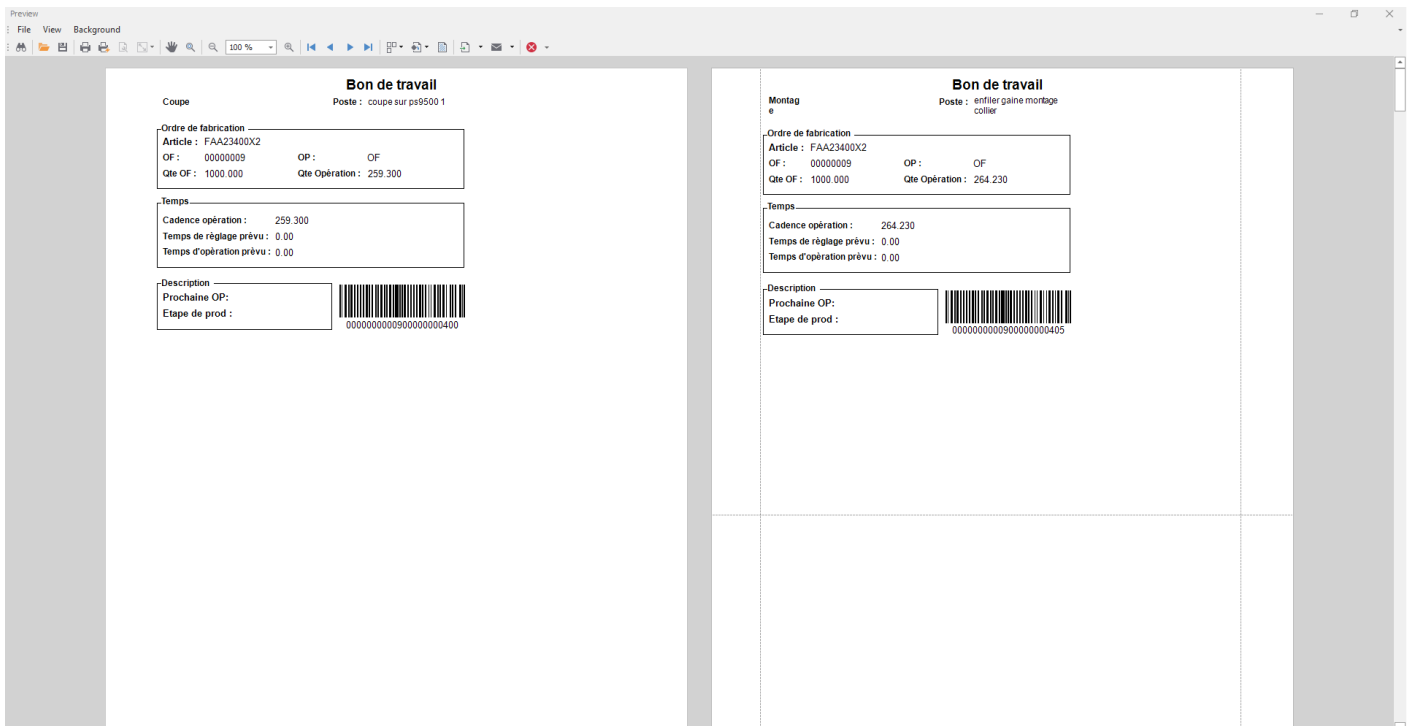 Preview
File View Background
100 %
Bon de travail
Coupe Poste : coupe sur ps9500 1
Ordre de fabrication
Article : FAA23400X2
OF : 00000009 OP : OF
Qte OF : 1000.000 Qte Opèration : 259.300
Temps
Cadence opèration : 259.300
Temps de règlage prèvu : 0.00
Temps d'opèration prèvu : 0.00
Description
Prochaine OP:
Etape de prod :
0000000000900000000400
Bon de travail
Montag
e
Poste : enfiler gaine montage
collier
Ordre de fabrication
Article : FAA23400X2
OF : 00000009 OP : OF
Qte OF : 1000.000 Qte Opèration : 264.230
Temps
Cadence opèration : 264.230
Temps de règlage prèvu : 0.00
Temps d'opèration prèvu : 0.00
Description
Prochaine OP:
Etape de prod :
0000000000900000000405